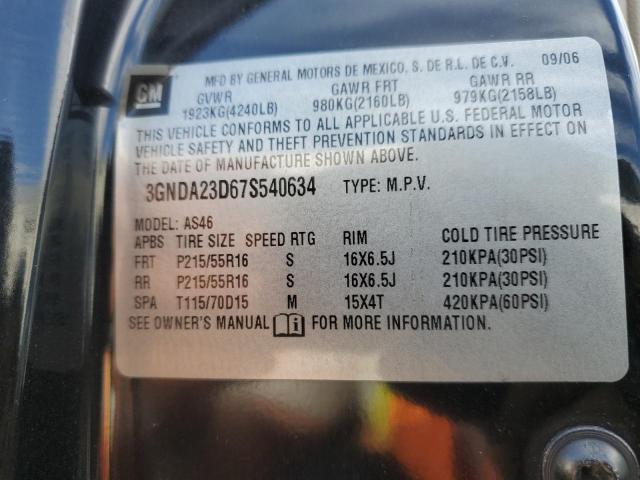 GM
MFD BY GENERAL MOTORS DE MEXICO, S. DE R.L. DE C.V. 09/06
GVWR GAWR FRT GAWR RR
1923KG(4240LB) 980KG(2160LB) 979KG(2158LB)
THIS VEHICLE CONFORMS TO ALL APPLICABLE U.S. FEDERAL MOTOR
VEHICLE SAFETY AND THEFT PREVENTION STANDARDS IN EFFECT ON
THE DATE OF MANUFACTURE SHOWN ABOVE.
3GNDA23D67S540634 TYPE: M.P.V.
MODEL: AS46
APBS TIRE SIZE SPEED RTG RIM COLD TIRE PRESSURE
FRT P215/55R16 S 16X6.5J 210KPA(30PSI)
RR P215/55R16 S 16X6.5J 210KPA(30PSI)
SPA T115/70D15 M 15X4T 420KPA(60PSI)
SEE OWNER'S MANUAL i FOR MORE INFORMATION.